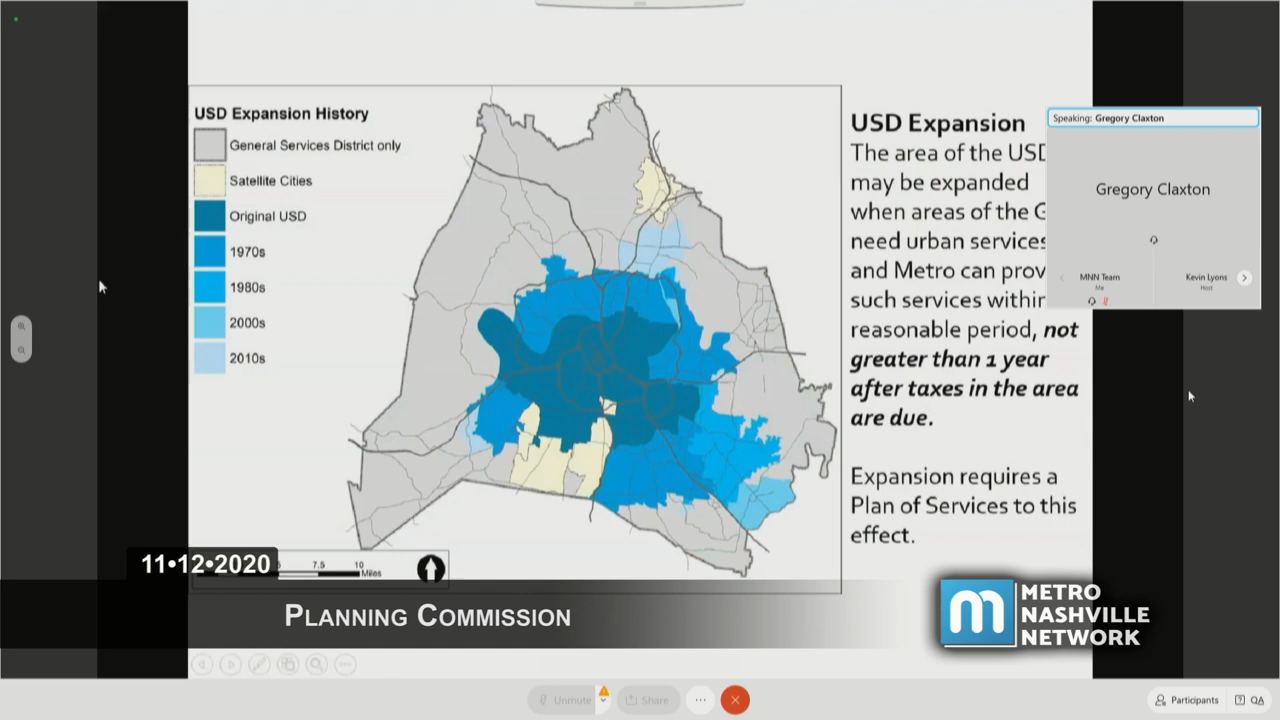 USD Expansion History
General Services District only
Satellite Cities
Original USD
1970s
1980s
2000s
2010s
7.5
10
Miles
USD Expansion
The area of the USD
may be expanded
when areas of the G
need urban services
and Metro can prov
such services within
reasonable period, not
greater than 1 year
after taxes in the area
are due.
Expansion requires a
Plan of Services to this
effect.
Speaking: Gregory Claxton
Gregory Claxton
MNN Team
Me
Kevin Lyons
Host
11•12•2020
PLANNING COMMISSION
m
METRO
NASHVILLE
NETWORK
Unmute
Share
Participants
QA